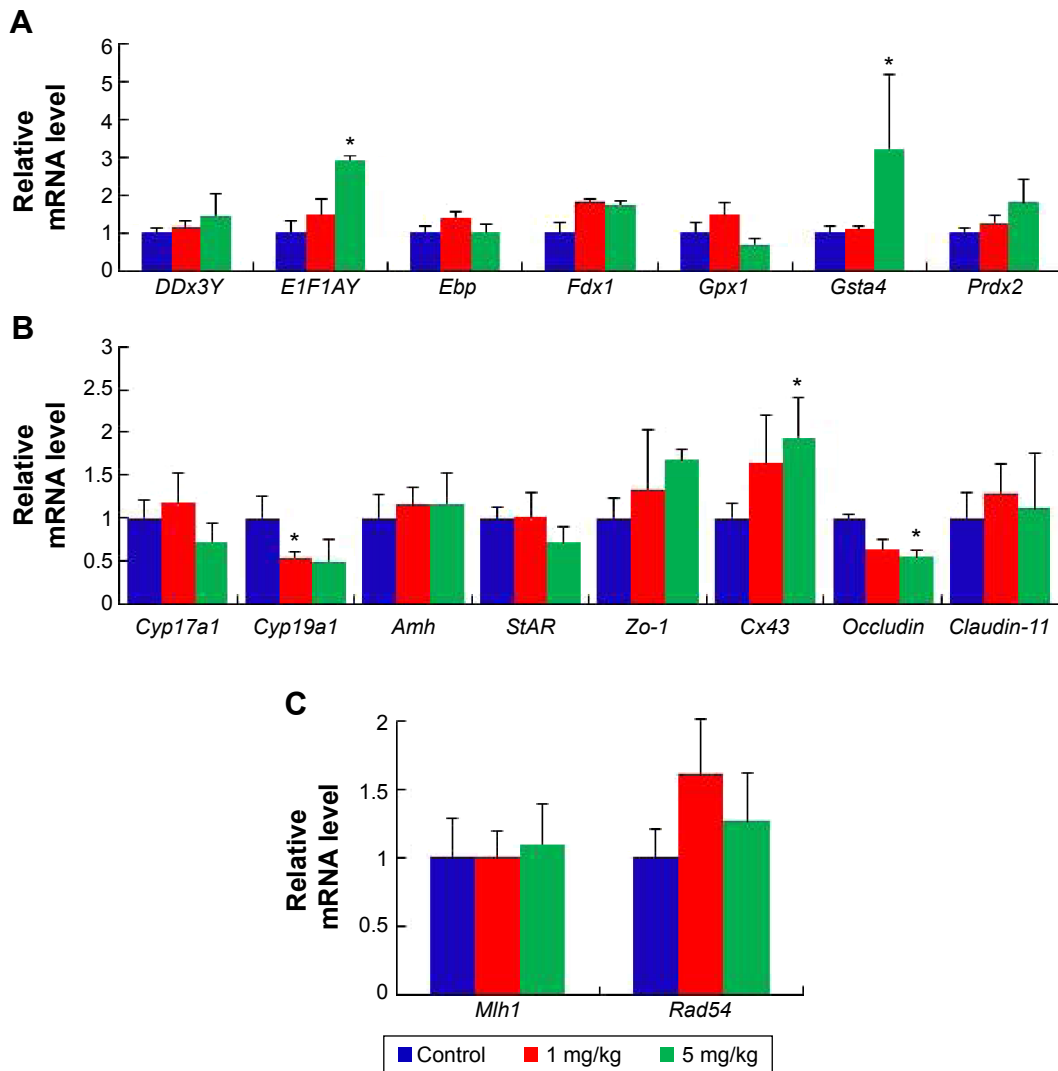 A
Relative
mRNA level
6
5
4
3
2
1
0
*
*
DDx3Y E1F1AY Ebp Fdx1 Gpx1 Gsta4 Prdx2
B
Relative
mRNA level
3
2.5
2
1.5
1
0.5
0
*
*
*
Cyp17a1 Cyp19a1 Amh StAR Zo-1 Cx43 Occludin Claudin-11
C
Relative
mRNA level
2
1.5
1
0.5
0
Mlh1 Rad54
Control 1 mg/kg 5 mg/kg